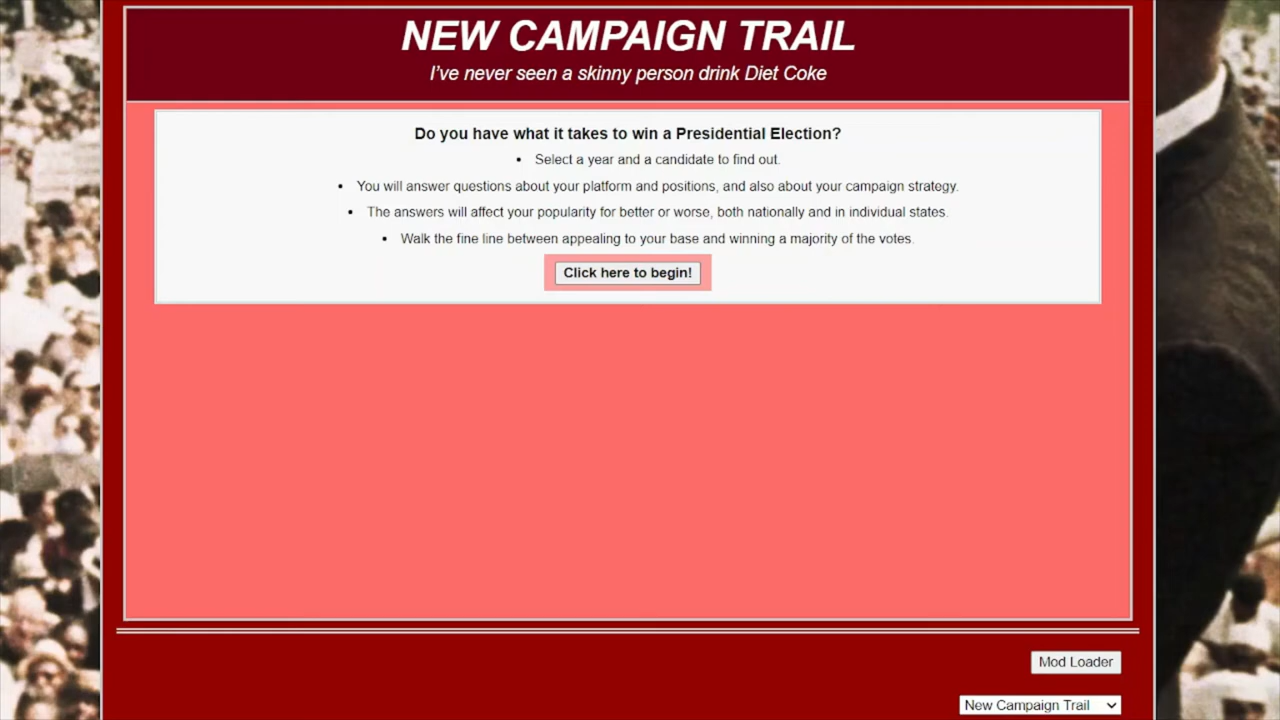 NEW CAMPAIGN TRAIL
I've never seen a skinny person drink Diet Coke
Do you have what it takes to win a Presidential Election?
• Select a year and a candidate to find out.
• You will answer questions about your platform and positions, and also about your campaign strategy.
• The answers will affect your popularity for better or worse, both nationally and in individual states.
• Walk the fine line between appealing to your base and winning a majority of the votes.
Click here to begin!
Mod Loader
New Campaign Trail